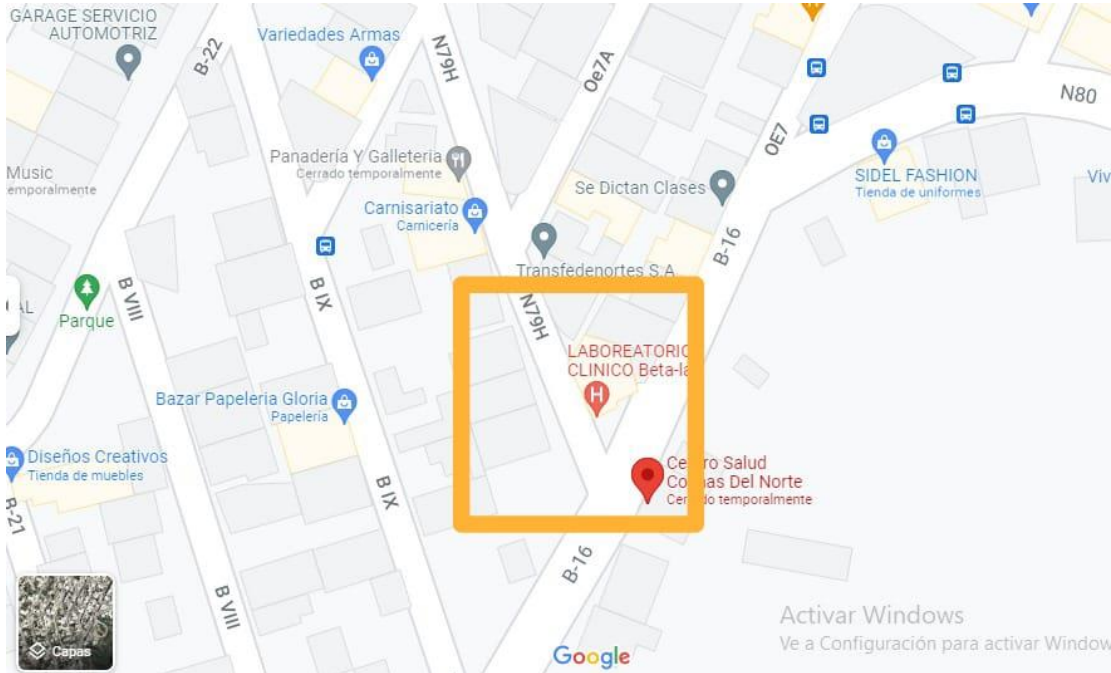 GARAGE SERVICIO
AUTOMOTRIZ
B-22
Variedades Armas
N79H
Oe7A
OE7
N80
Music
emporalmente
Panadería Y Galleteria
Cerrado temporalmente
Carnisariato
Carnicería
Se Dictan Clases
SIDEL FASHION
Tienda de uniformes
Viv
B-16
Transfedenortes S.A.
AL
Parque
B VIII
B IX
N79H
LABOREATORIO
CLINICO Beta-la
Bazar Papeleria Gloria
Papelería
Diseños Creativos
Tienda de muebles
B-21
B IX
Salud
Del Norte
temporalmente
B-16
B VIII
Capas
Google
Activar Windows
Ve a Configuración para activar Window